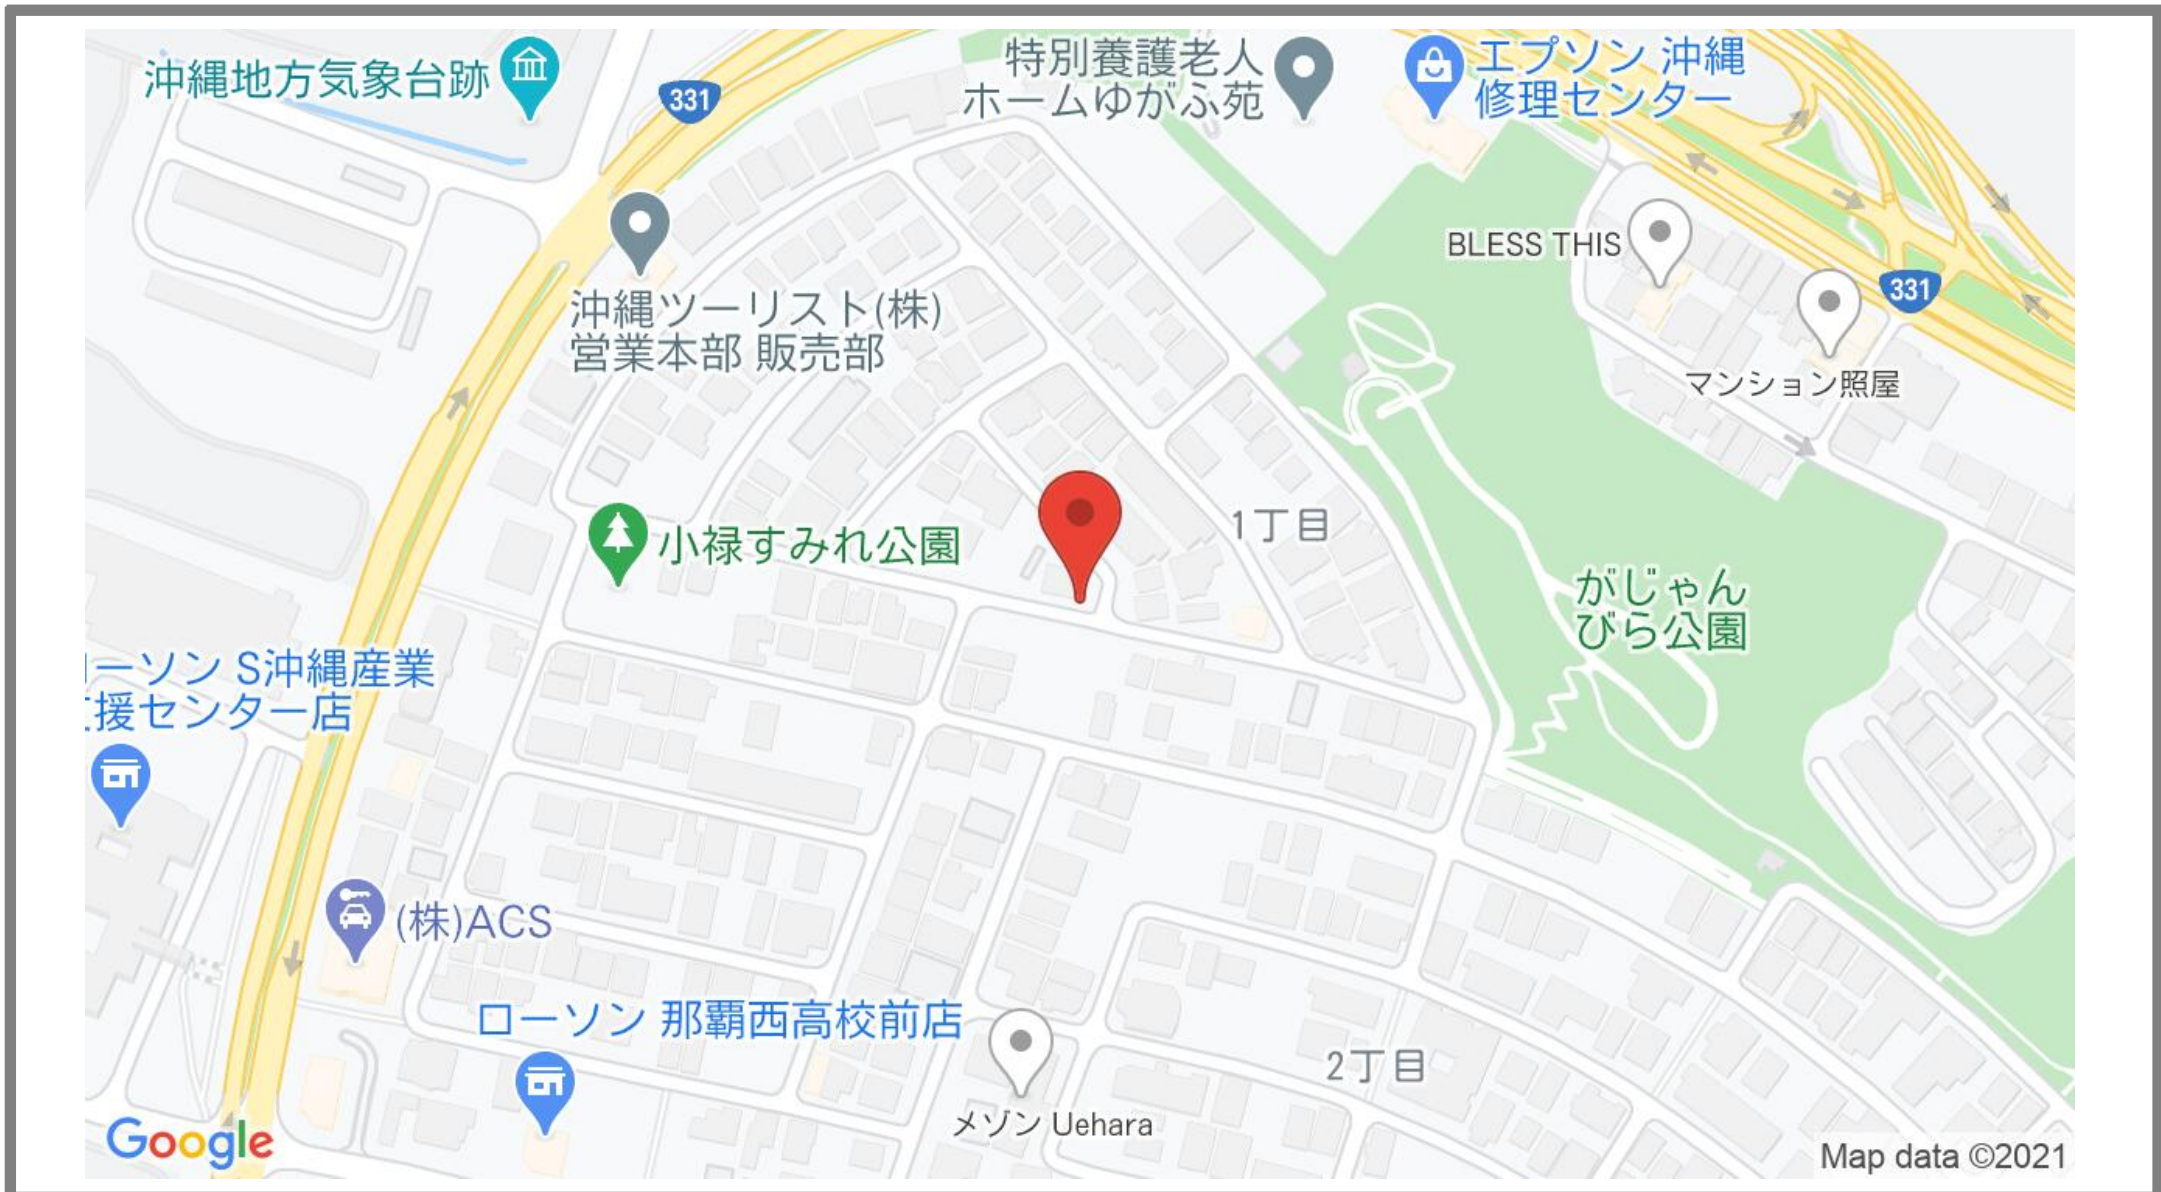 沖縄地方気象台跡
331
特別養護老人
ホームゆがふ苑
エプソン 沖縄
修理センター
BLESS THIS
331
マンション照屋
沖縄ツーリスト(株)
営業本部 販売部
小禄すみれ公園
1丁目
がじゃん
びら公園
ーソン S沖縄産業
援センター店
(株)ACS
ローソン 那覇西高校前店
2丁目
メゾン Uehara
Google
Map data ©2021